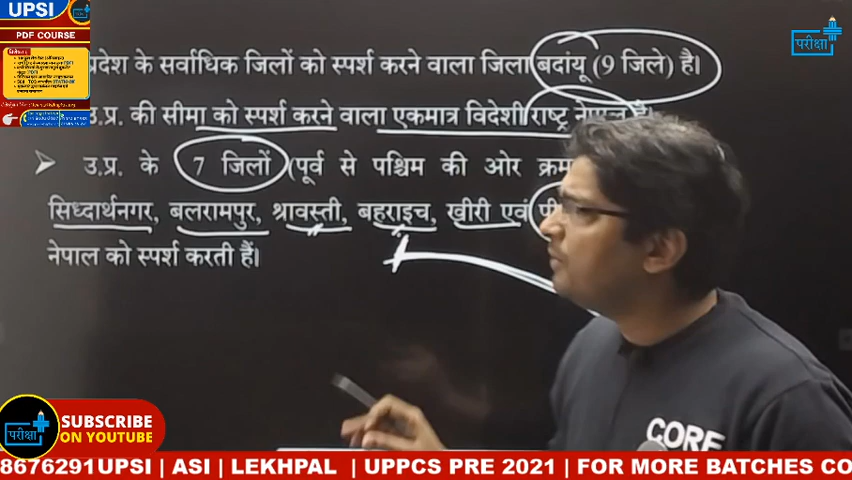 UPSI
PDF COURSE
परीक्षा
प्रदेश के सर्वाधिक जिलों को स्पर्श करने वाला जिला बदांयू (9 जिले) है।
उ.प्र. की सीमा को स्पर्श करने वाला एकमात्र विदेशी राष्ट्र नेपाल है।
उ.प्र. के 7 जिलों (पूर्व से पश्चिम की ओर
सिध्दार्थनगर, बलरामपुर, श्रावस्ती, बहराइच, खीरी एवं
नेपाल को स्पर्श करती हैं।
CORE
परीक्षा
SUBSCRIBE
ON YOUTUBE
8676291UPSI | ASI | LEKHPAL | UPPCS PRE 2021 | FOR MORE BATCHES CO